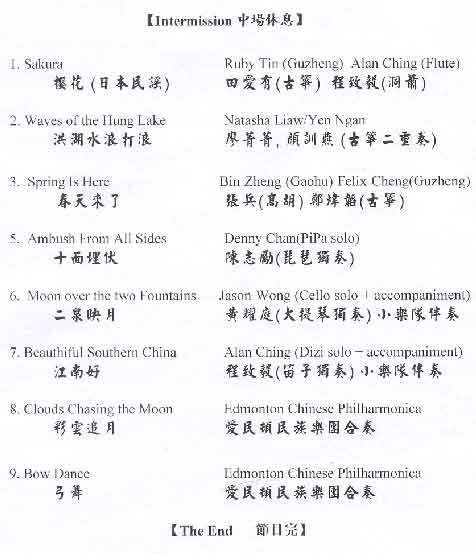 【Intermission 中場休息】
1. Sakura Ruby Tin (Guzheng) Alan Ching (Flute)
櫻花 (日本民謠) 田愛有(古箏) 程致毅(洞簫)
2. Waves of the Hung Lake Natasha Liaw/Yen Ngan
洪湖水浪打浪 廖菁菁, 顏訓燕 (古箏二重奏)
3. Spring Is Here Bin Zheng (Gaohu) Felix Cheng(Guzheng)
春天來了 張兵(高胡) 鄭煒韶(古箏)
5. Ambush From All Sides Denny Chan(PiPa solo)
十面埋伏 陳志勵(琵琶獨奏)
6. Moon over the two Fountains Jason Wong (Cello solo + accompaniment)
二泉映月 黃耀庭(大提琴獨奏) 小樂隊伴奏
7. Beauthiful Southern China Alan Ching (Dizi solo – accompaniment)
江南好 程致毅(笛子獨奏) 小樂隊伴奏
8. Clouds Chasing the Moon Edmonton Chinese Philharmonica
彩雲追月 愛民頓民族樂團合奏
9. Bow Dance Edmonton Chinese Philharmonica
弓舞 愛民頓民族樂團合奏
【The End 節目完】